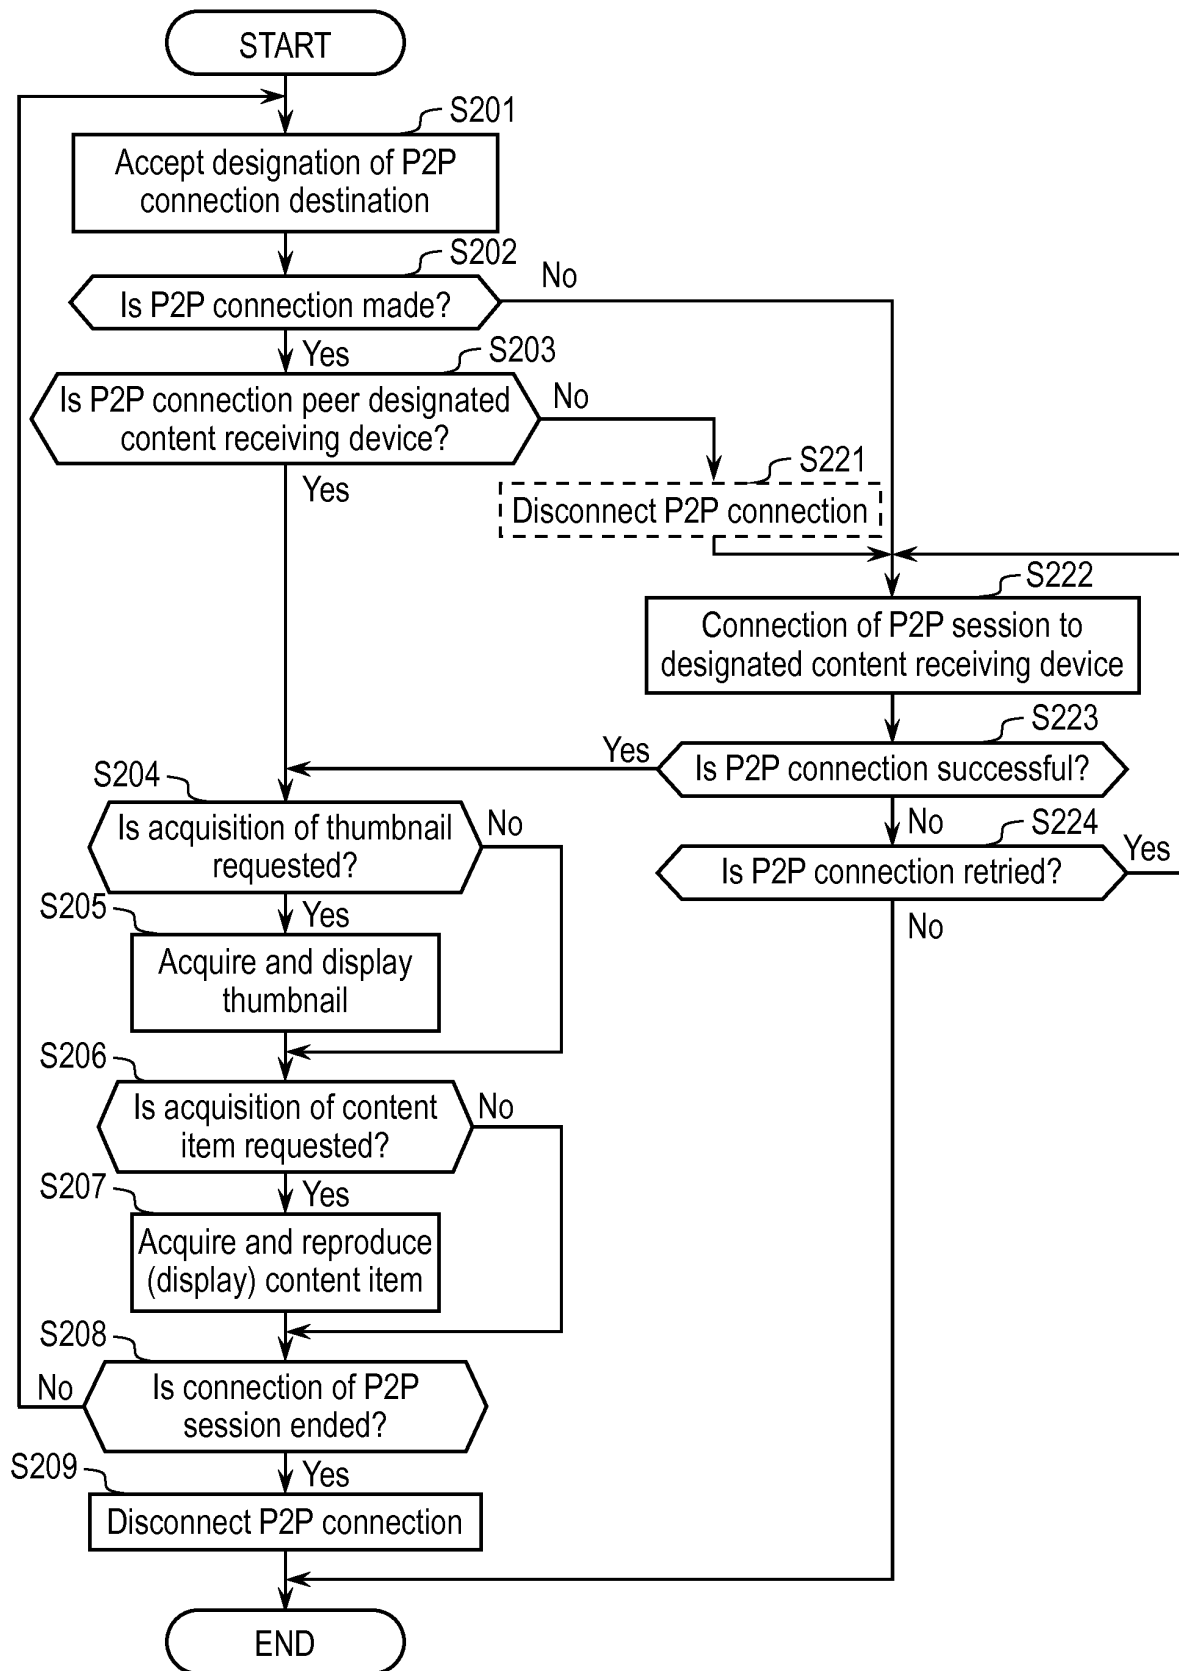 START
S201
Accept designation of P2P
connection destination
S202
Is P2P connection made?
No
Yes
S203
Is P2P connection peer designated
content receiving device?
No
Yes
S221
Disconnect P2P connection
S222
Connection of P2P session to
designated content receiving device
S223
Is P2P connection successful?
Yes
No
S224
Is P2P connection retried?
Yes
No
S204
Is acquisition of thumbnail
requested?
No
Yes
S205
Acquire and display
thumbnail
S206
Is acquisition of content
item requested?
No
Yes
S207
Acquire and reproduce
(display) content item
S208
Is connection of P2P
session ended?
No
Yes
S209
Disconnect P2P connection
END